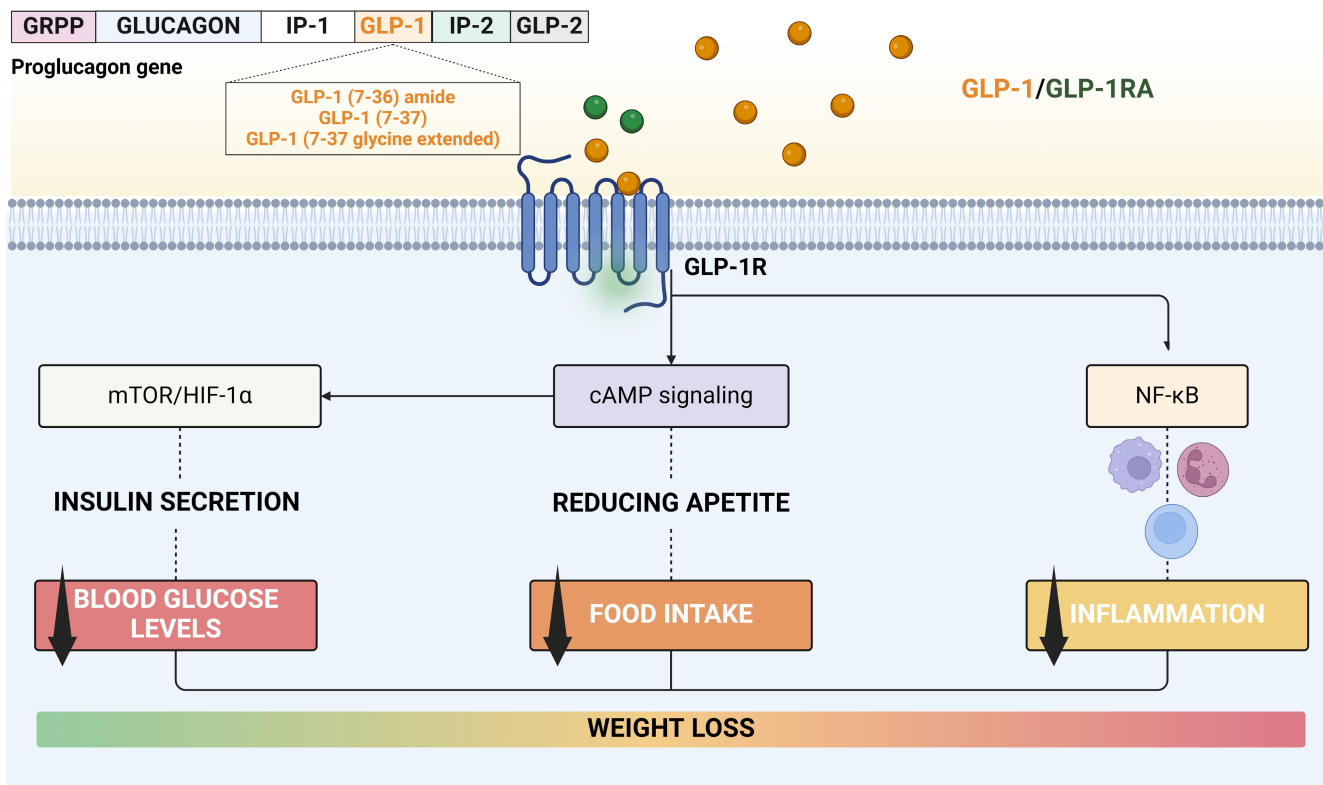 GRPP GLUCAGON IP-1 GLP-1 IP-2 GLP-2
Proglucagon gene
GLP-1 (7-36) amide
GLP-1 (7-37)
GLP-1 (7-37 glycine extended)
GLP-1/GLP-1RA
GLP-1R
mTOR/HIF-1α
cAMP signaling
NF-κB
INSULIN SECRETION
REDUCING APETITE
BLOOD GLUCOSE
LEVELS
FOOD INTAKE
INFLAMMATION
WEIGHT LOSS